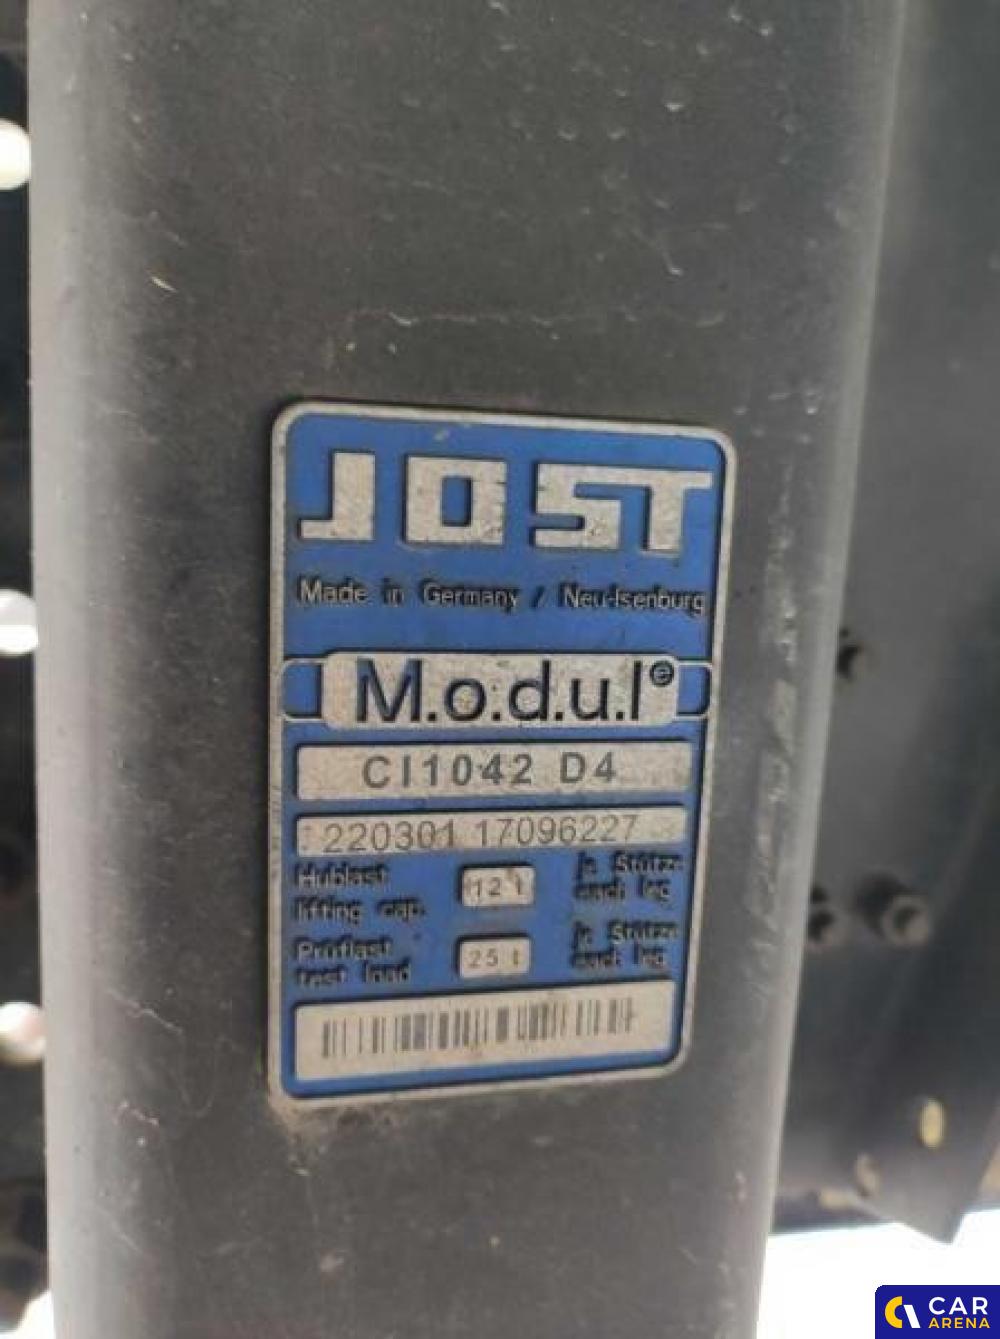 JOST
Made in Germany / Neu-Isenburg
M.o.d.u.l®
CI1042 D4
220301 17096227
Hublast
lifting cap.
12 t
je Stütze
each leg
Prüflast
test load
25 t
je Stütze
each leg
CAR
ARENA